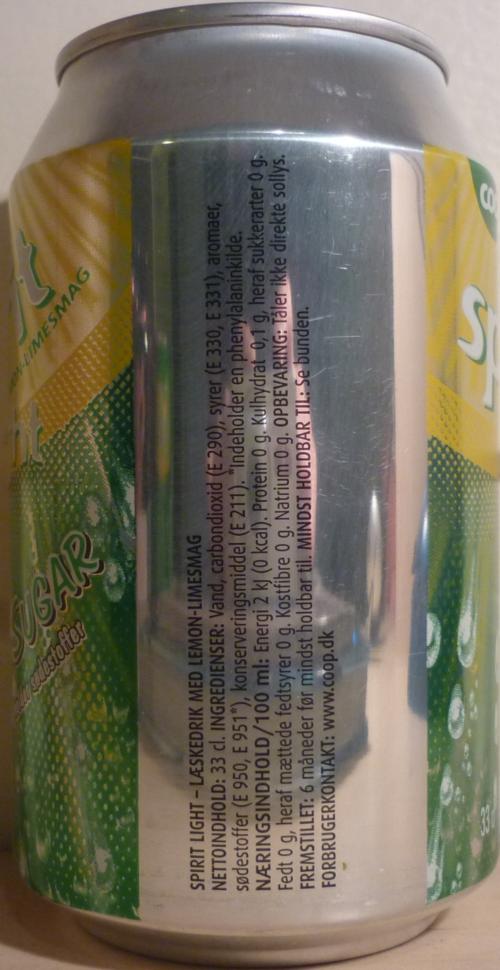 SPIRIT LIGHT – LÆSKEDRIK MED LEMON-LIMESMAG
NETTOINDHOLD: 33 cl. INGREDIENSER: Vand, carbondioxid (E 290), syrer (E 330, E 331), aromaer,
sødestoffer (E 950, E 951*), konserveringsmiddel (E 211). *Indeholder en phenylalaninkilde.
NÆRINGSINDHOLD/100 ml: Energi 2 kJ (0 kcal). Protein 0 g. Kulhydrat 0,1 g, heraf sukkerarter 0 g.
Fedt 0 g, heraf mættede fedtsyrer 0 g. Kostfibre 0 g. Natrium 0 g. OPBEVARING: Tåler ikke direkte sollys.
FREMSTILLET: 6 måneder før mindst holdbar til. MINDST HOLDBAR TIL: Se bunden.
FORBRUGERKONTAKT: www.coop.dk
-LIMESMAG
SUGAR
sødestoffer
sp
33